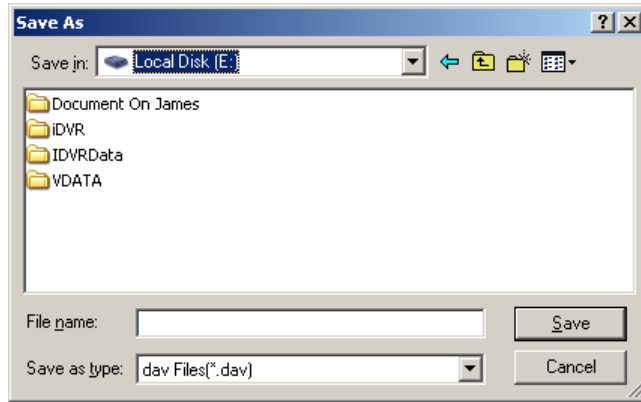 Save As
Save in: Local Disk (E:)
Document On James
iDVR
IDVRData
VDATA
File name:
Save
Save as type: dav Files(*.dav)
Cancel